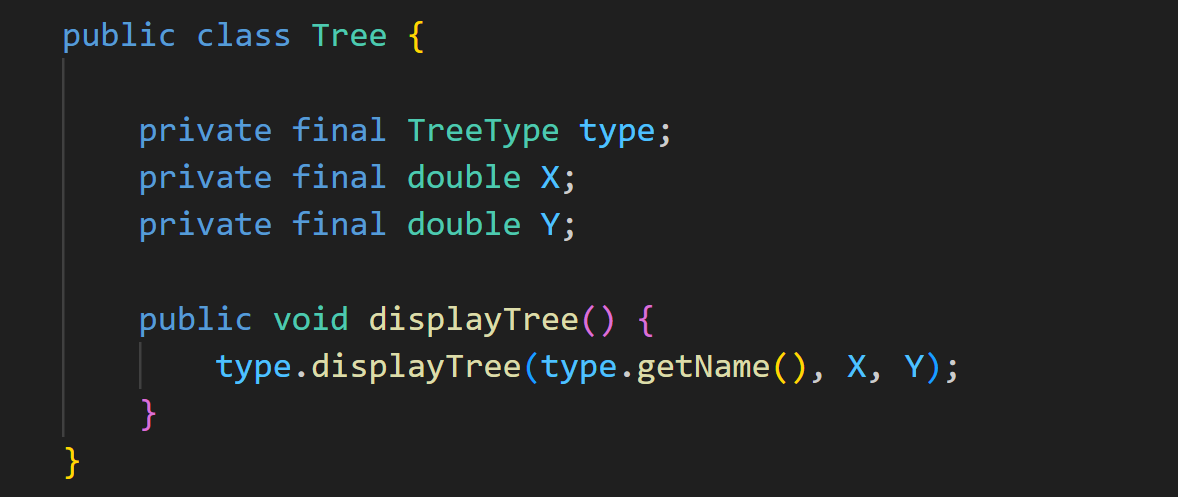 public class Tree {
private final TreeType type;
private final double X;
private final double Y;
public void displayTree() {
type.displayTree(type.getName(), X, Y);
}
}